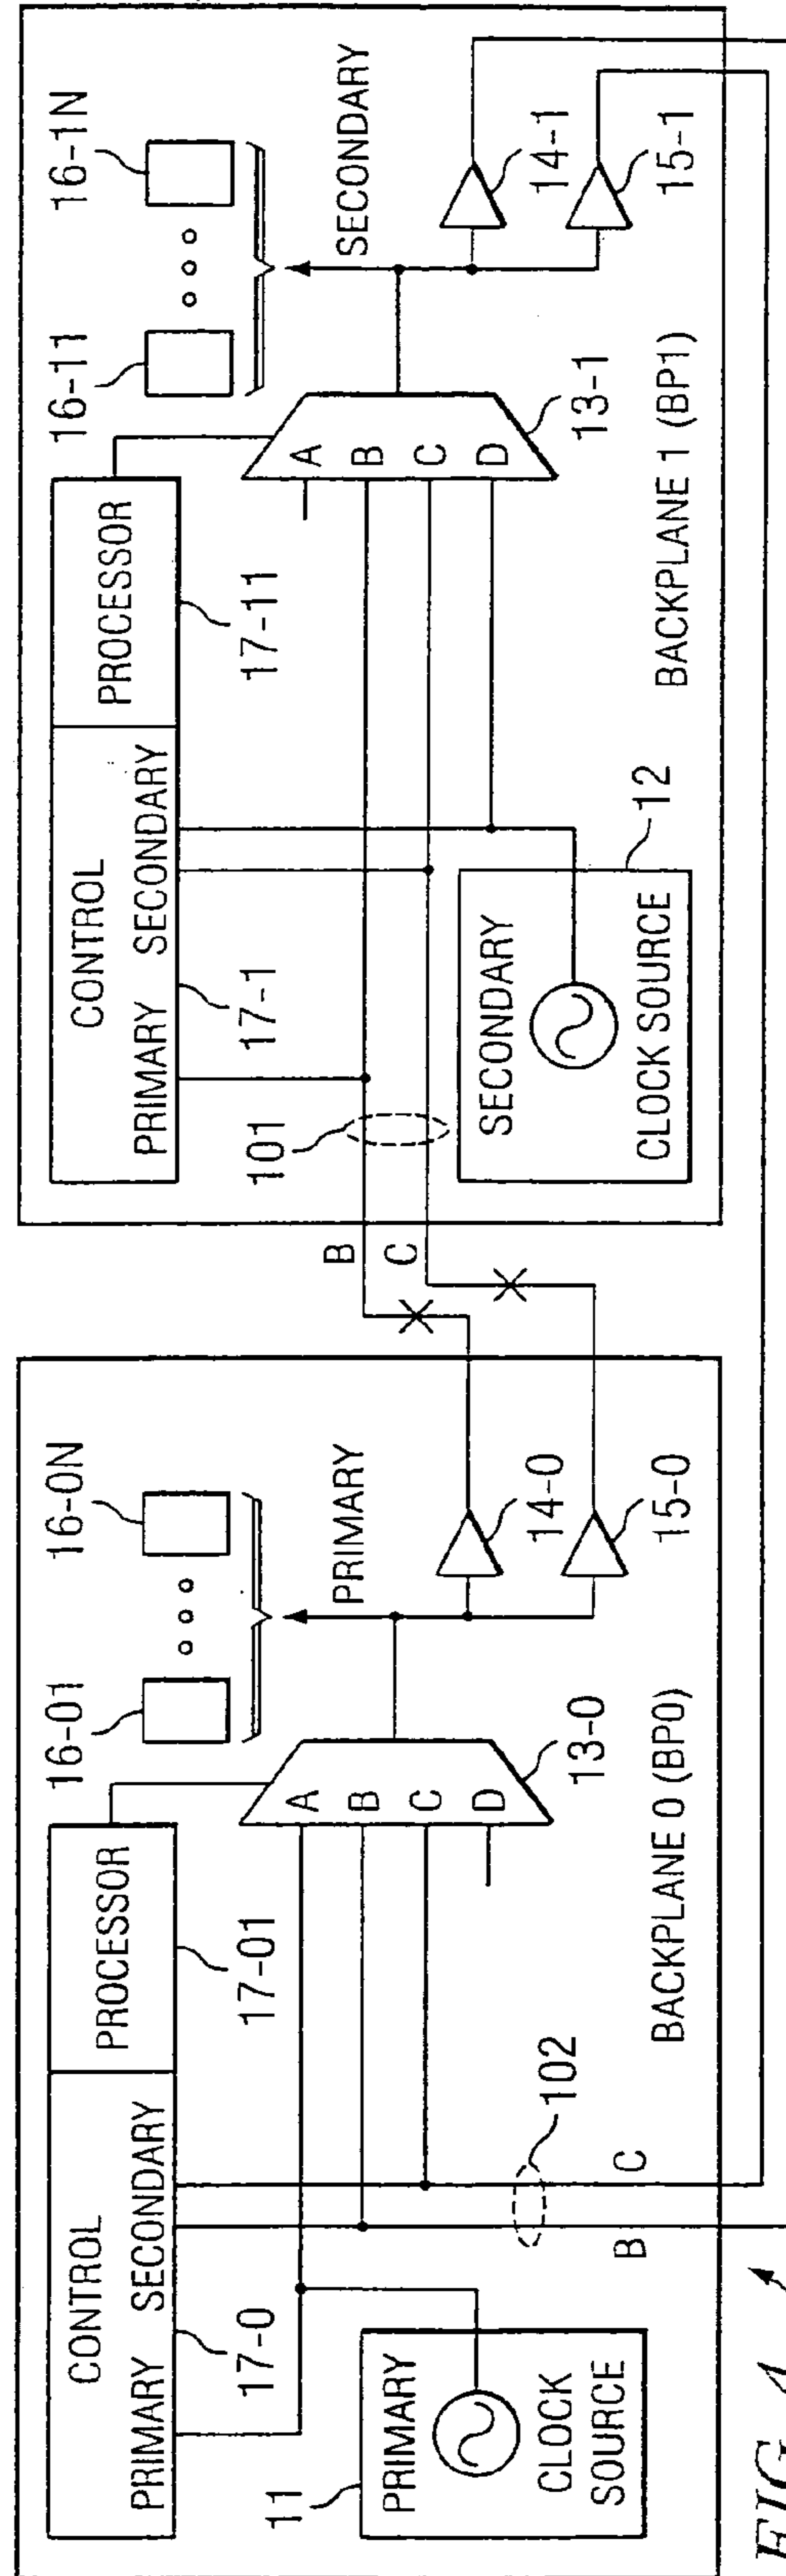 CONTROL
PRIMARY SECONDARY
PROCESSOR
17-0
17-01
16-01
16-0N
PRIMARY
A
B
C
D
13-0
14-0
15-0
11
PRIMARY
CLOCK
SOURCE
102
B
C
BACKPLANE 0 (BP0)
B
C
CONTROL
PRIMARY SECONDARY
PROCESSOR
17-1
17-11
101
16-11
16-1N
SECONDARY
A
B
C
D
13-1
14-1
15-1
SECONDARY
CLOCK SOURCE
12
BACKPLANE 1 (BP1)
FIG. 4